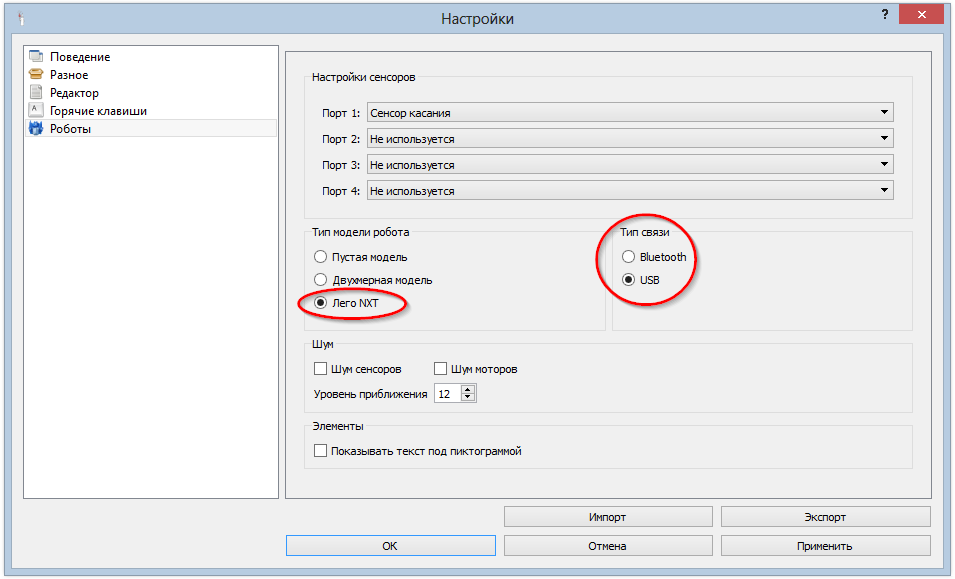 Настройки
?
Поведение
Разное
Редактор
A
Горячие клавиши
Роботы
Настройки сенсоров
Порт 1: Сенсор касания
Порт 2: Не используется
Порт 3: Не используется
Порт 4: Не используется
Тип модели робота
Тип связи
Пустая модель
Bluetooth
Двухмерная модель
USB
Лего NXT
Шум
Шум сенсоров
Шум моторов
Уровень приближения 12
Элементы
Показывать текст под пиктограммой
Импорт
Экспорт
ОК
Отмена
Применить